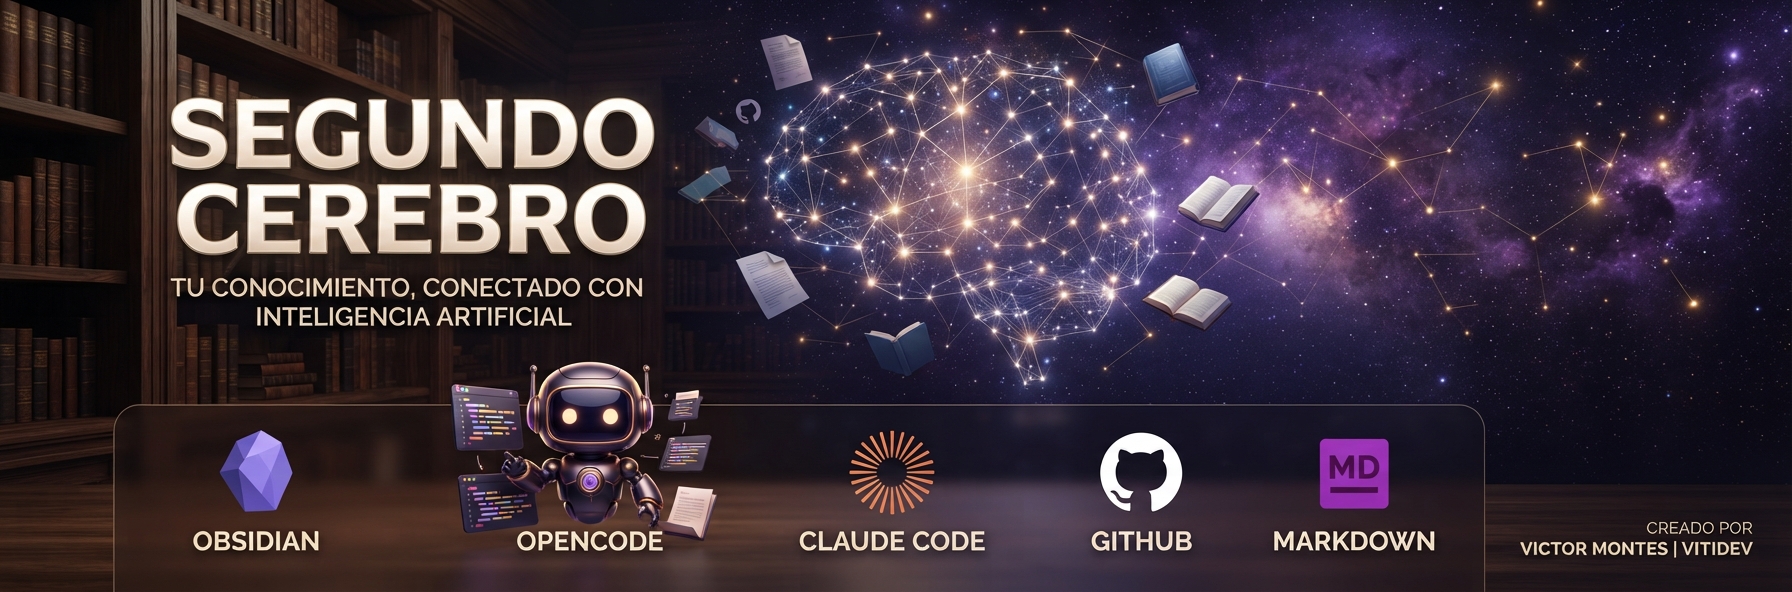 SEGUNDO
CEREBRO
TU CONOCIMIENTO, CONECTADO CON
INTELIGENCIA ARTIFICIAL
OBSIDIAN
OPENCODE
CLAUDE CODE
GITHUB
MD
MARKDOWN
CREADO POR
VICTOR MONTES | VITIDEV